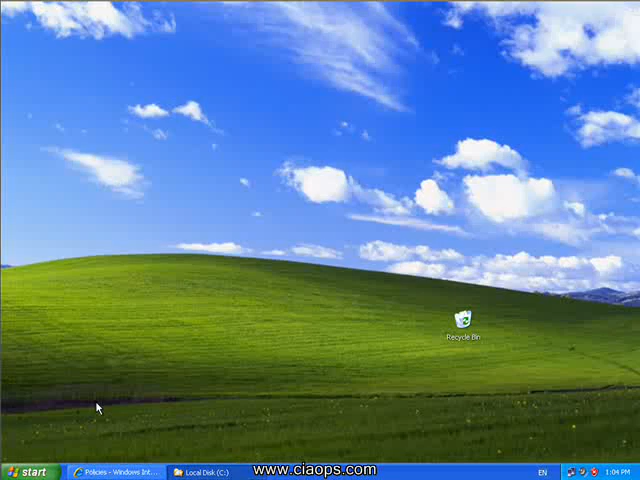 Recycle Bin
start
Policies - Windows Int...
Local Disk (C:)
www.ciaops.com
EN
1:04 PM